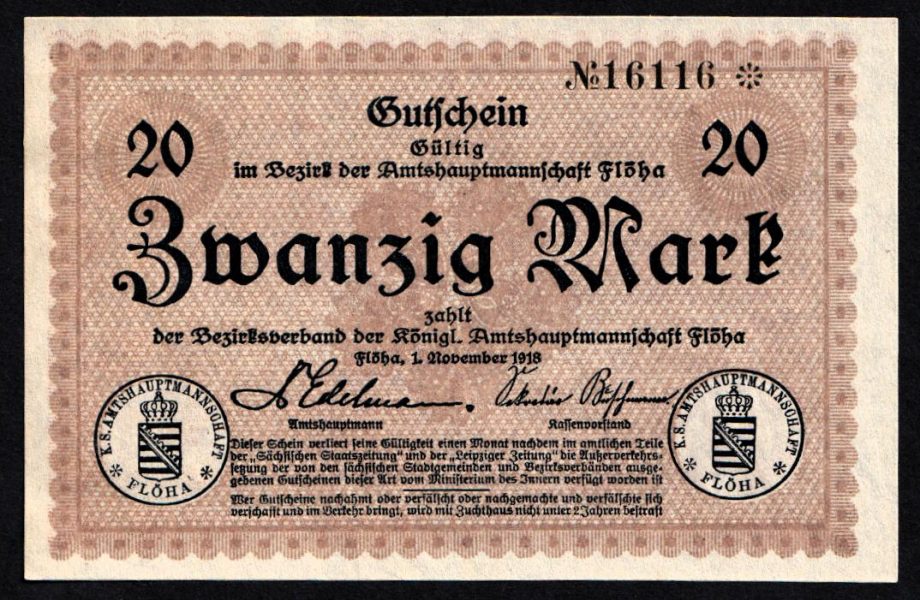 №16116 *
Gutschein
20 Gültig 20
im Bezirk der Amtshauptmannschaft Flöha
Zwanzig Mark
zahlt
der Bezirksverband der Königl. Amtshauptmannschaft Flöha
Flöha, 1. November 1918
Dr Edelmann. Sekretär
Amtshauptmann Kassenvorstand
K.S. AMTSHAUPTMANNSCHAFT
* FLÖHA *
K.S. AMTSHAUPTMANNSCHAFT
* FLÖHA *
Dieser Schein verliert seine Gültigkeit einen Monat nachdem im amtlichen Teile
der „Sächsischen Staatszeitung“ und der „Leipziger Zeitung“ die Außerverkehrs-
setzung der von den sächsischen Stadtgemeinden und Bezirksverbänden ausge-
gebenen Gutscheinen dieser Art vom Ministerium des Innern verfügt worden ist
Wer Gutscheine nachahmt oder verfälscht oder nachgemachte und verfälschte sich
verschafft und im Verkehr bringt, wird mit Zuchthaus nicht unter 2 Jahren bestraft